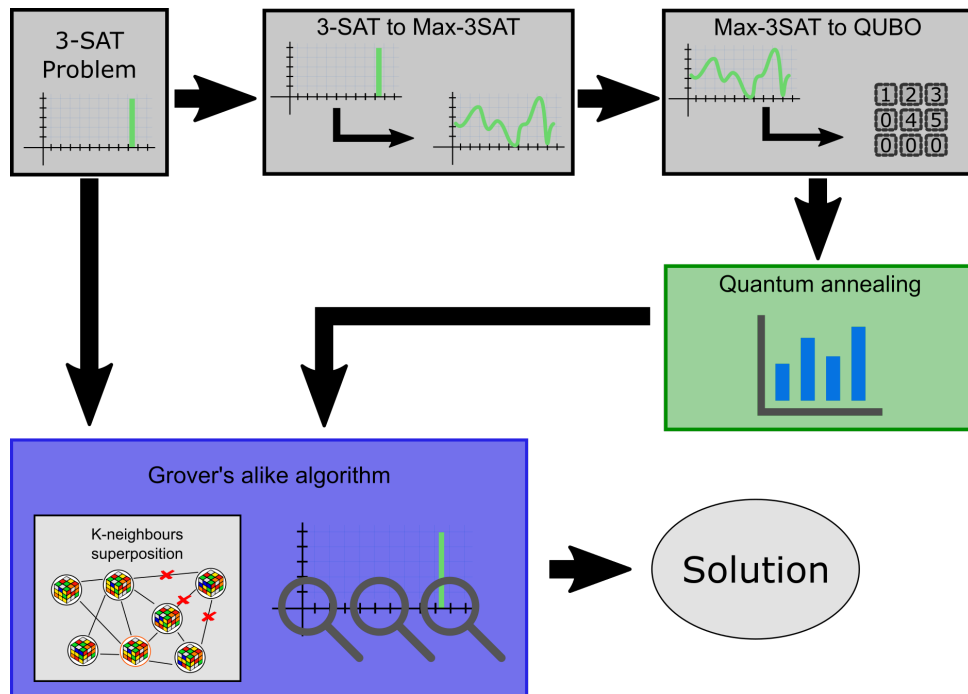 3-SAT
Problem
3-SAT to Max-3SAT
Max-3SAT to QUBO
1 2 3
0 4 5
0 0 0
Quantum annealing
Grover's alike algorithm
K-neighbours
superposition
Solution